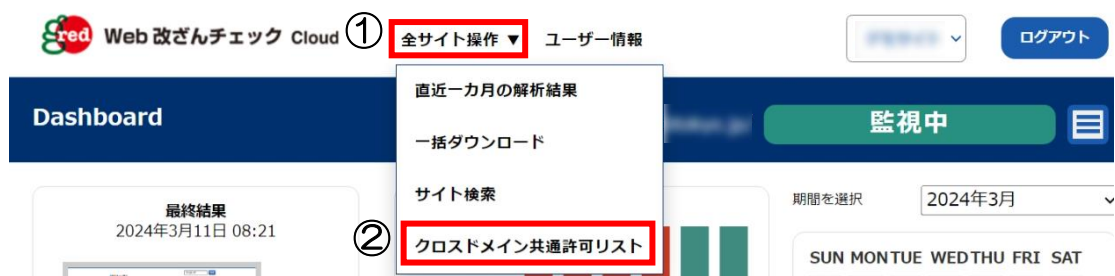 gred Web 改ざんチェック Cloud ① 全サイト操作 ▼ ユーザー情報 ログアウト
直近一カ月の解析結果
Dashboard 監視中
一括ダウンロード
サイト検索
期間を選択 2024年3月
最終結果
2024年3月11日 08:21
② クロスドメイン共通許可リスト
SUN MON TUE WED THU FRI SAT